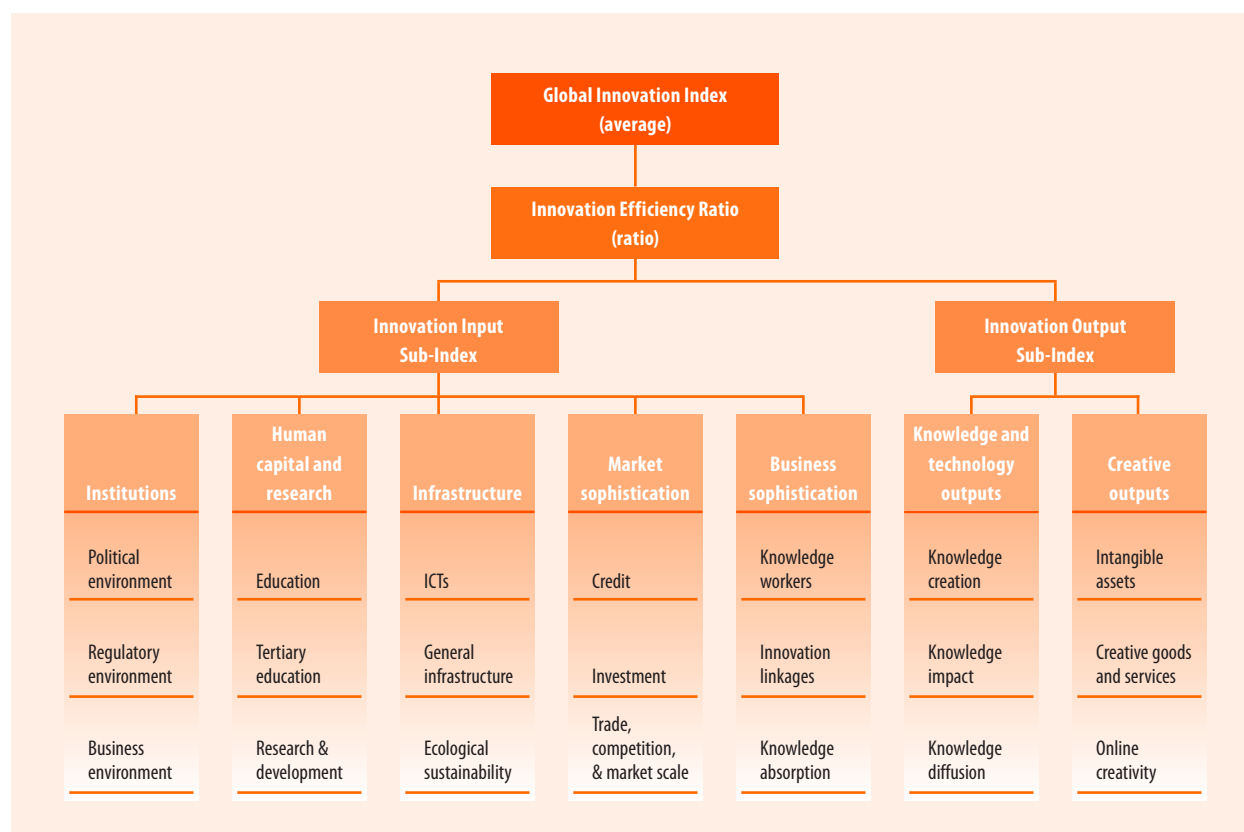 Global Innovation Index
(average)
Innovation Efficiency Ratio
(ratio)
Innovation Input
Sub-Index
Innovation Output
Sub-Index
Institutions
Human
capital and
research
Infrastructure
Market
sophistication
Business
sophistication
Knowledge and
technology
outputs
Creative
outputs
Political
environment
Education
ICTs
Credit
Knowledge
workers
Knowledge
creation
Intangible
assets
Regulatory
environment
Tertiary
education
General
infrastructure
Investment
Innovation
linkages
Knowledge
impact
Creative goods
and services
Business
environment
Research &
development
Ecological
sustainability
Trade,
competition,
& market scale
Knowledge
absorption
Knowledge
diffusion
Online
creativity